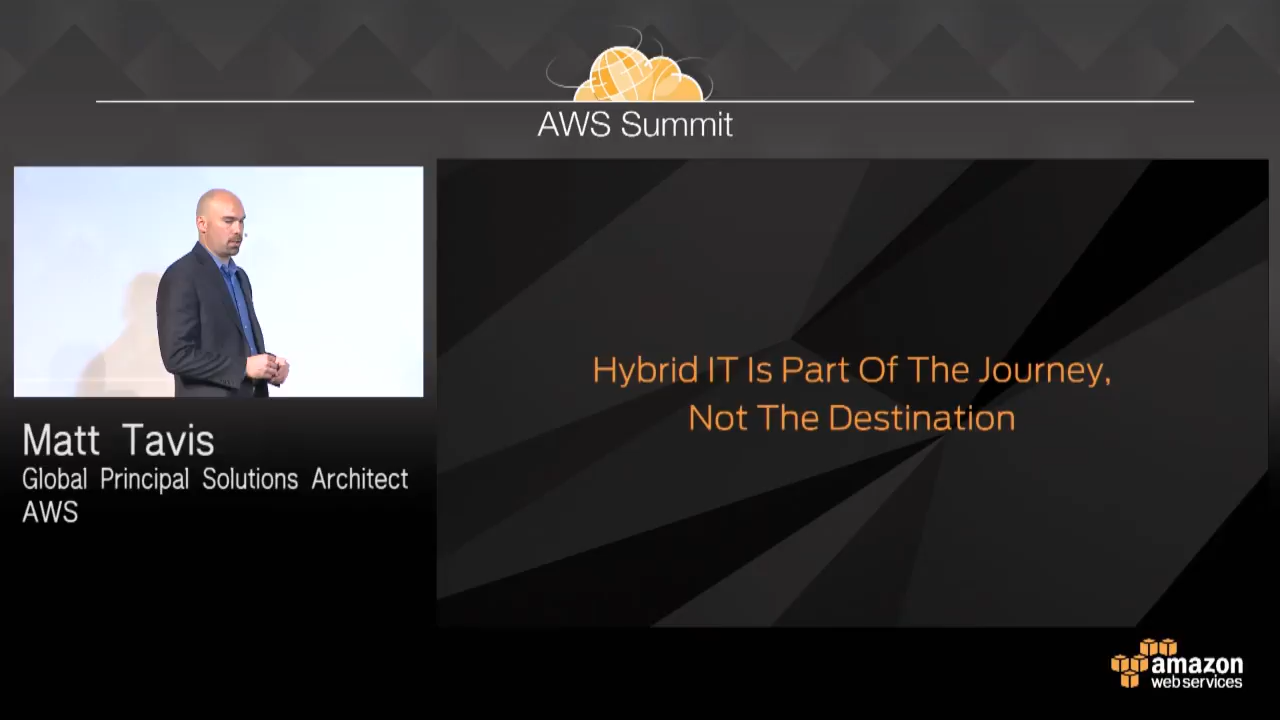 AWS Summit
Matt Tavis
Global Principal Solutions Architect
AWS
Hybrid IT Is Part Of The Journey,
Not The Destination
amazon
web services